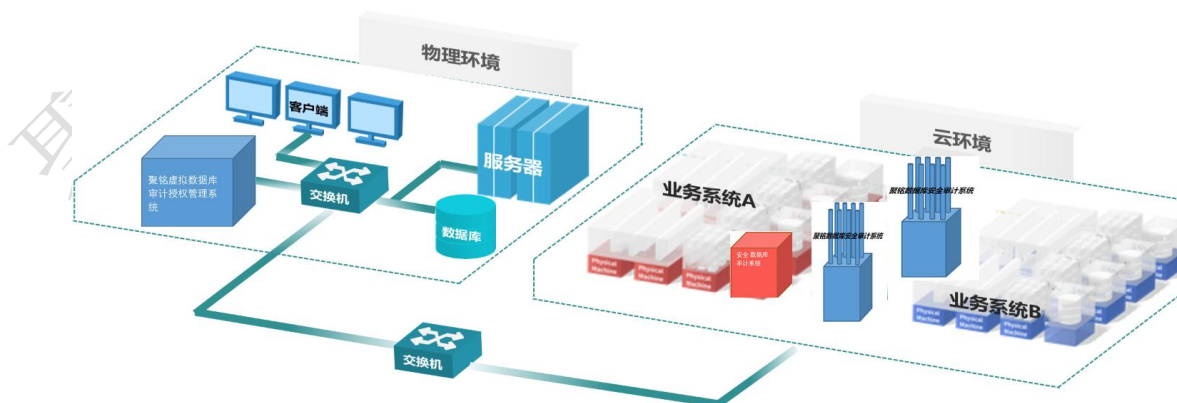 物理环境
客户端
服务器
聚铭虚拟数据库
审计授权管理系
统
交换机
数据库
交换机
云环境
业务系统A
聚铭数据库安全审计系统
聚铭数据库安全审计系统
安全数据库
审计系统
业务系统B
Physical
Machine
Physical
Machine
Physical
Machine
Physical
Machine
Physical
Machine
Physical
Machine